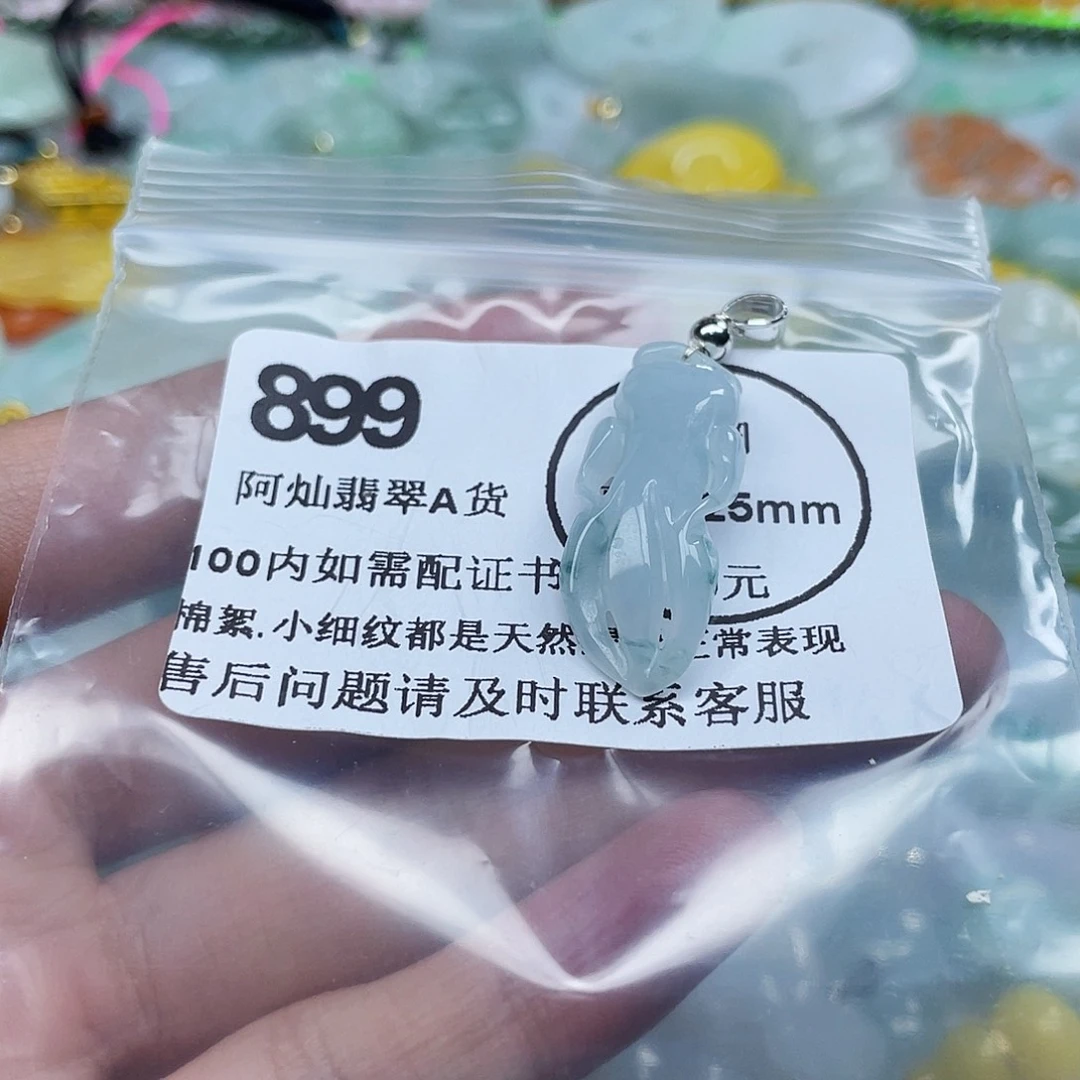 899
阿灿翡翠A货
25mm
100内如需配证书 元
棉絮.小细纹都是天然 正常表现
售后问题请及时联系客服